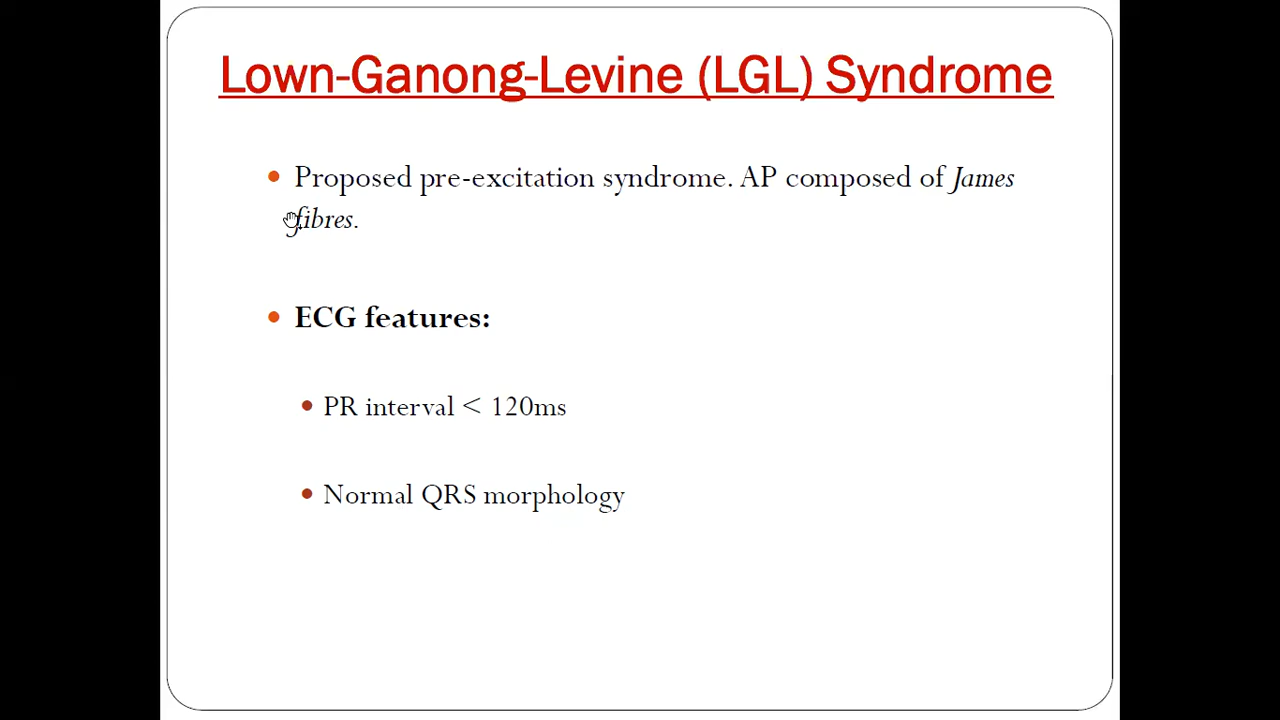 Lown-Ganong-Levine (LGL) Syndrome
Proposed pre-excitation syndrome. AP composed of James
fibres.
ECG features:
PR interval < 120ms
Normal QRS morphology